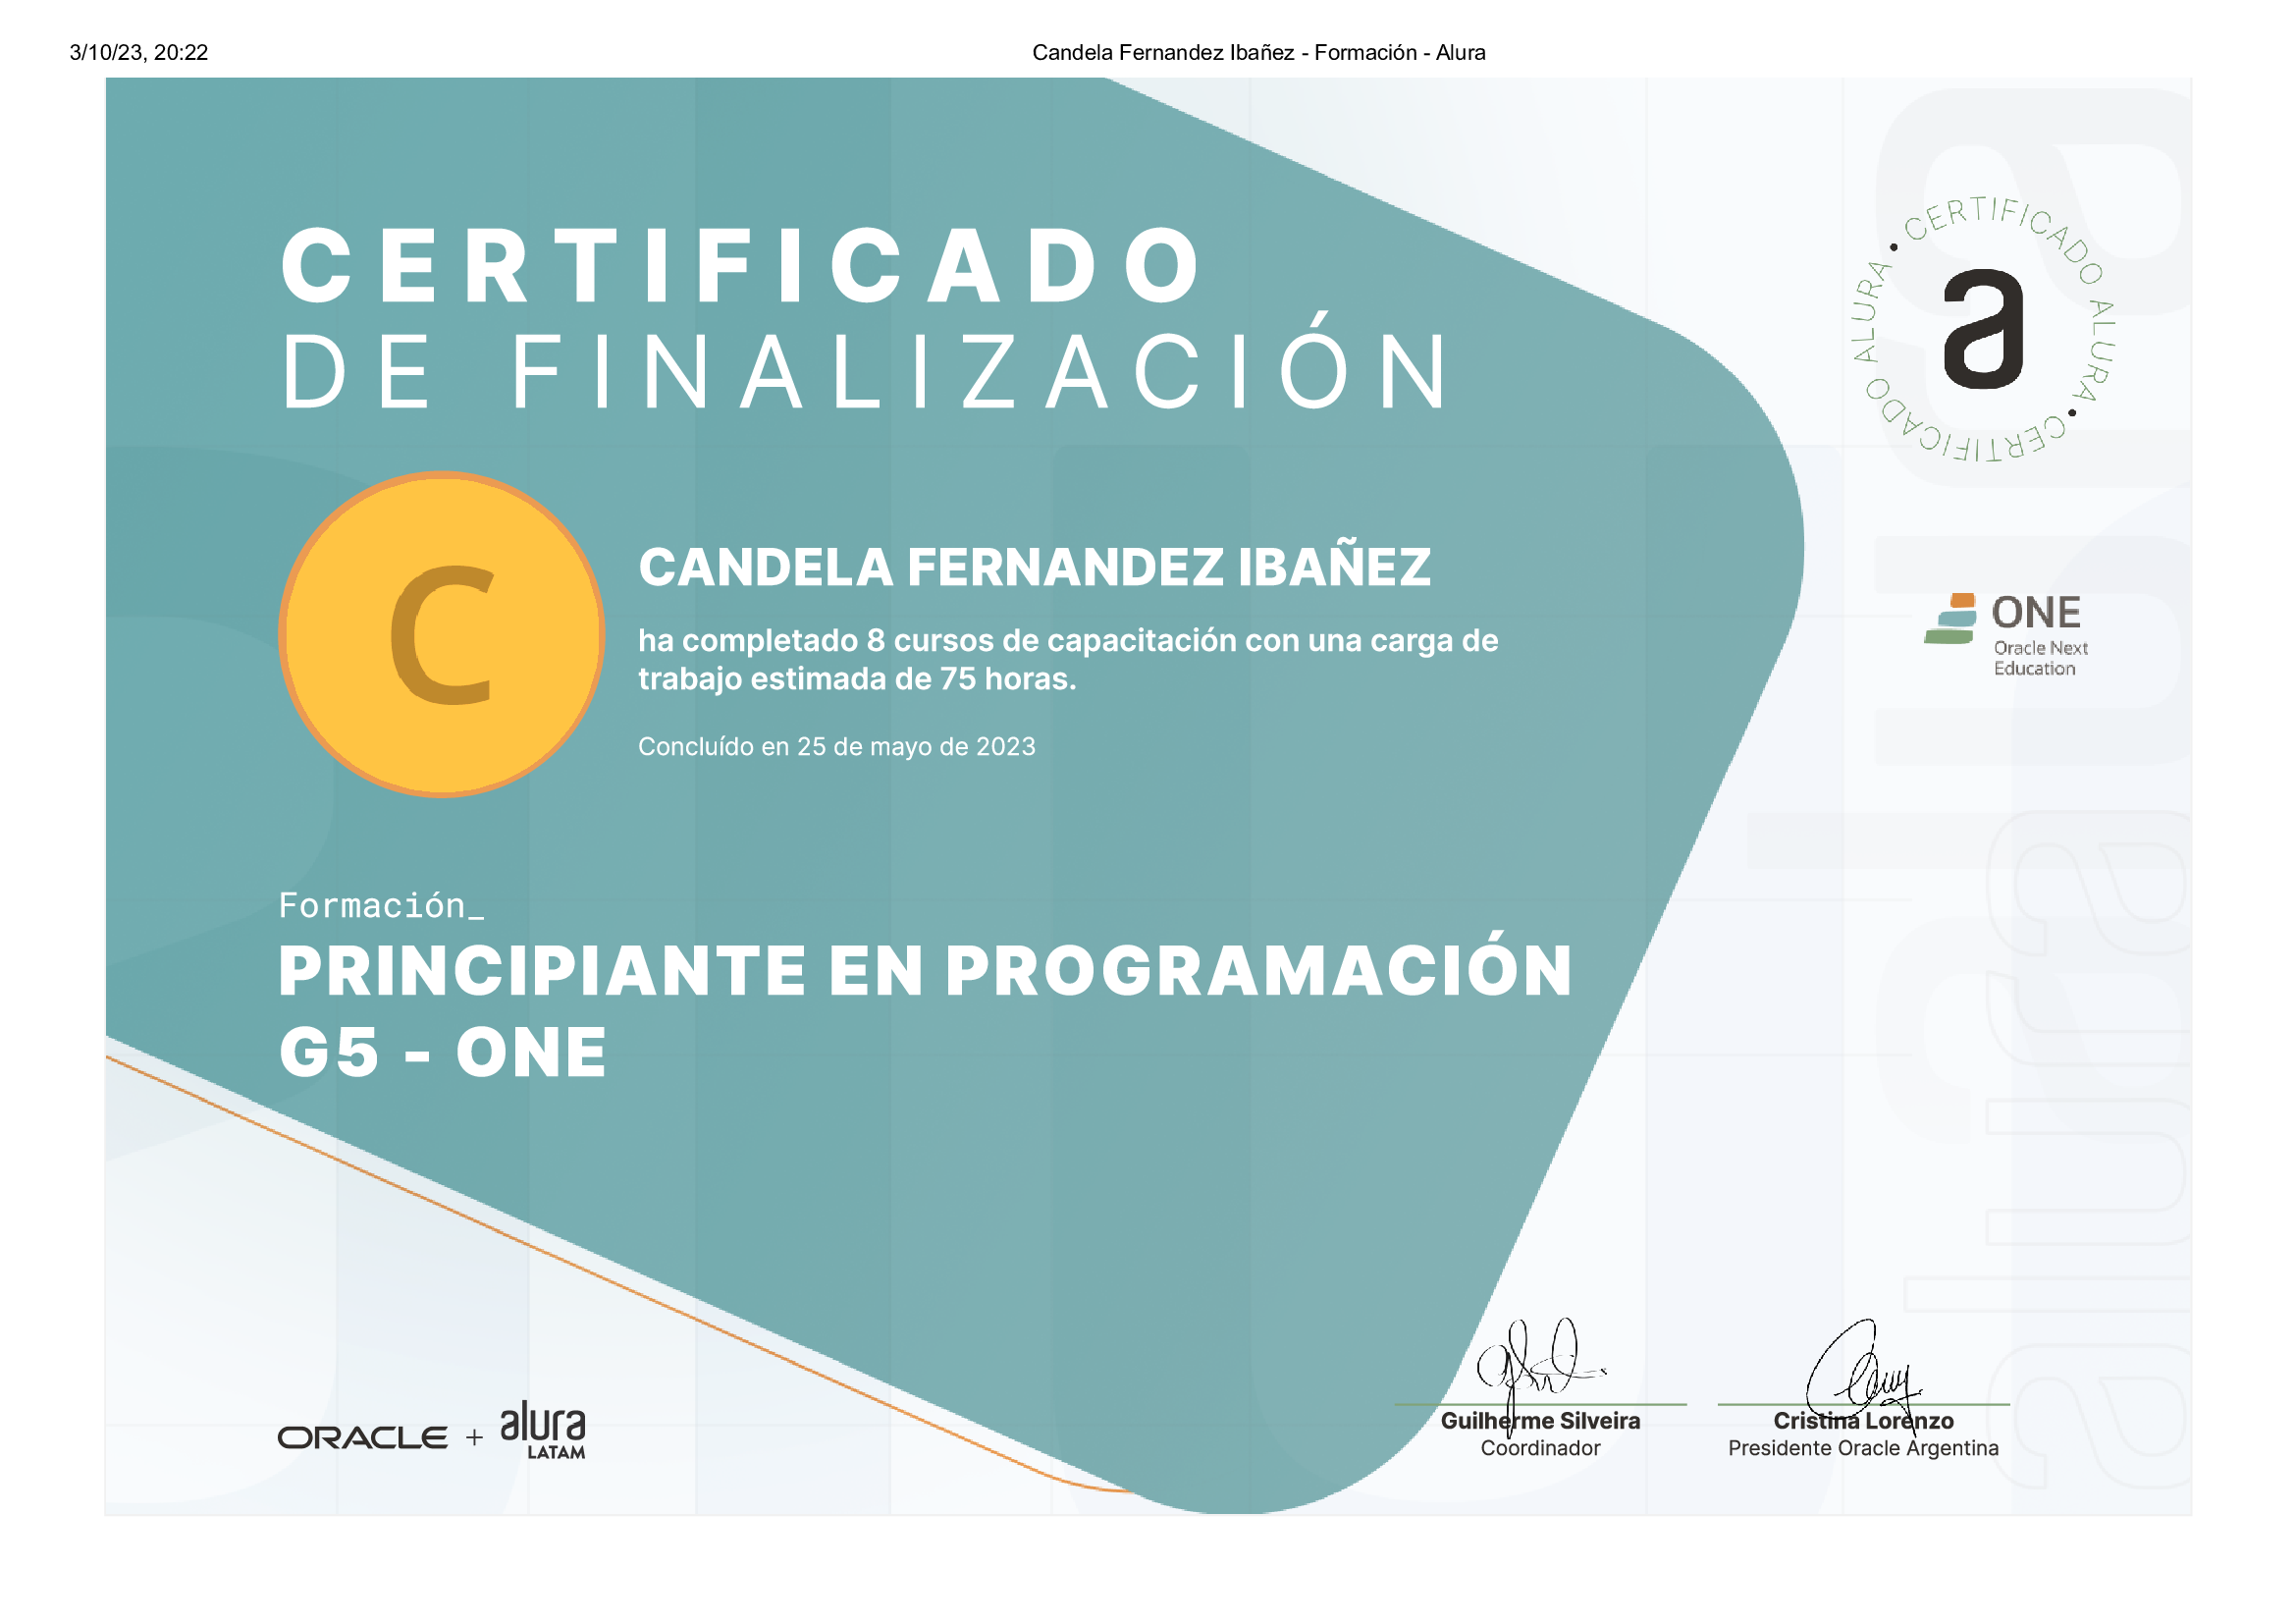 3/10/23, 20:22
Candela Fernandez Ibañez - Formación - Alura
CERTIFICADO
DE FINALIZACIÓN
• CERTIFICADO ALURA • CERTIFICADO ALURA
a
C
CANDELA FERNANDEZ IBAÑEZ
ha completado 8 cursos de capacitación con una carga de
trabajo estimada de 75 horas.
Concluído en 25 de mayo de 2023
ONE
Oracle Next
Education
Formación_
PRINCIPIANTE EN PROGRAMACIÓN
G5 - ONE
alura
ORACLE + alura
LATAM
Guilherme Silveira
Coordinador
Cristina Lorenzo
Presidente Oracle Argentina